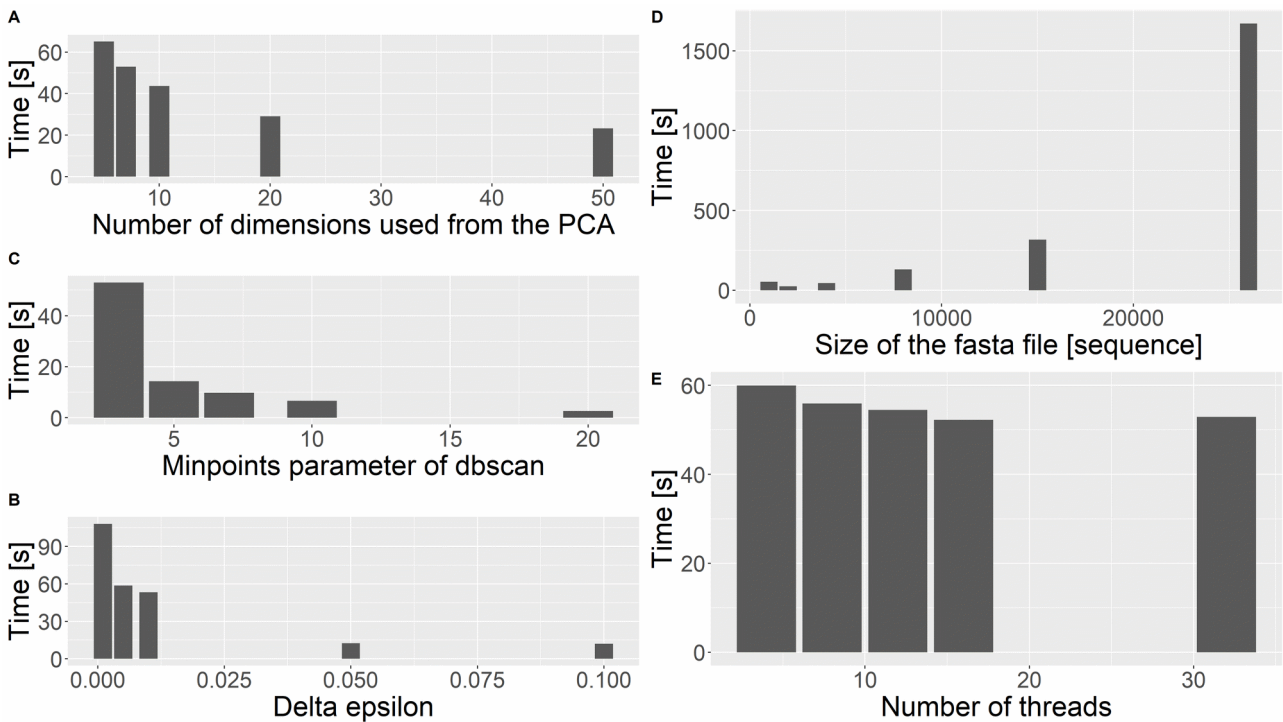 A
Time [s]
60
40
20
0
10 20 30 40 50
Number of dimensions used from the PCA
C
Time [s]
40
20
0
5 10 15 20
Minpoints parameter of dbscan
B
Time [s]
90
60
30
0
0.000 0.025 0.050 0.075 0.100
Delta epsilon
D
Time [s]
1500
1000
500
0
0 10000 20000
Size of the fasta file [sequence]
E
Time [s]
60
40
20
0
10 20 30
Number of threads